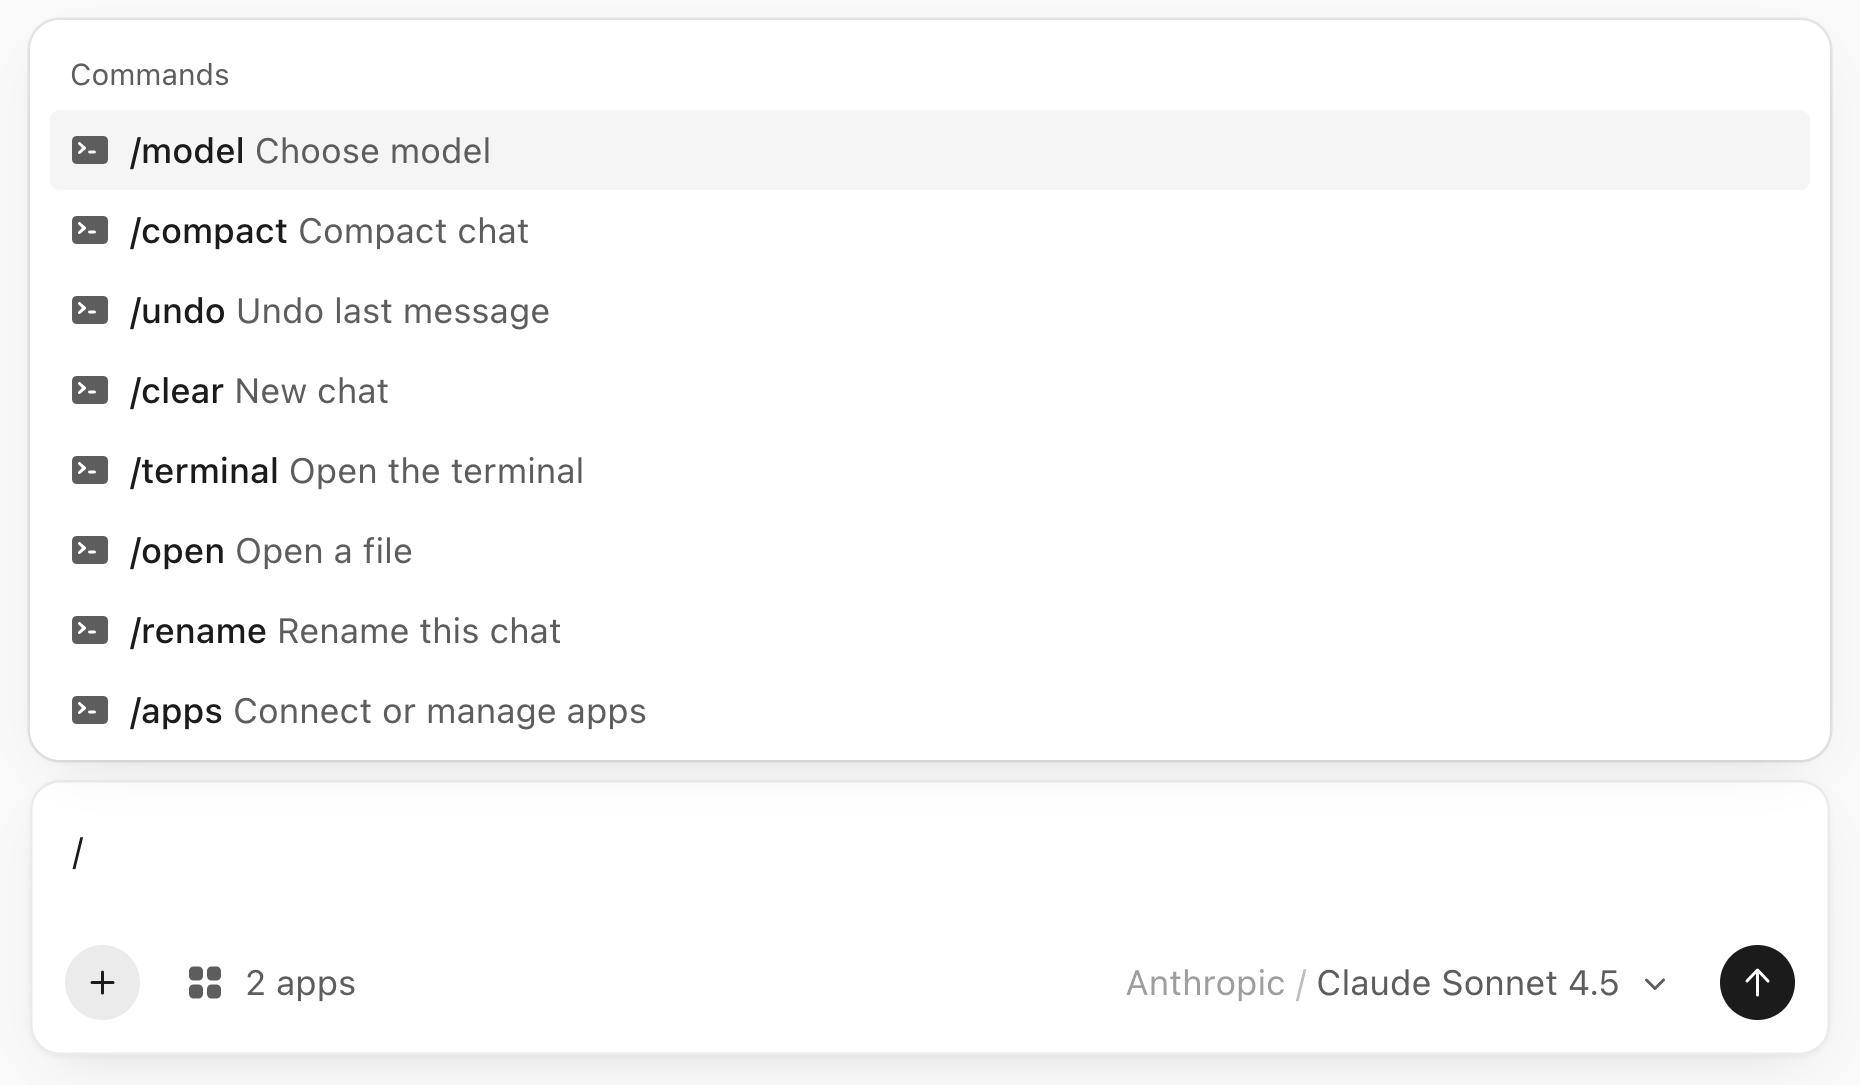 Commands
/model Choose model
/compact Compact chat
/undo Undo last message
/clear New chat
/terminal Open the terminal
/open Open a file
/rename Rename this chat
/apps Connect or manage apps
/
2 apps
Anthropic / Claude Sonnet 4.5